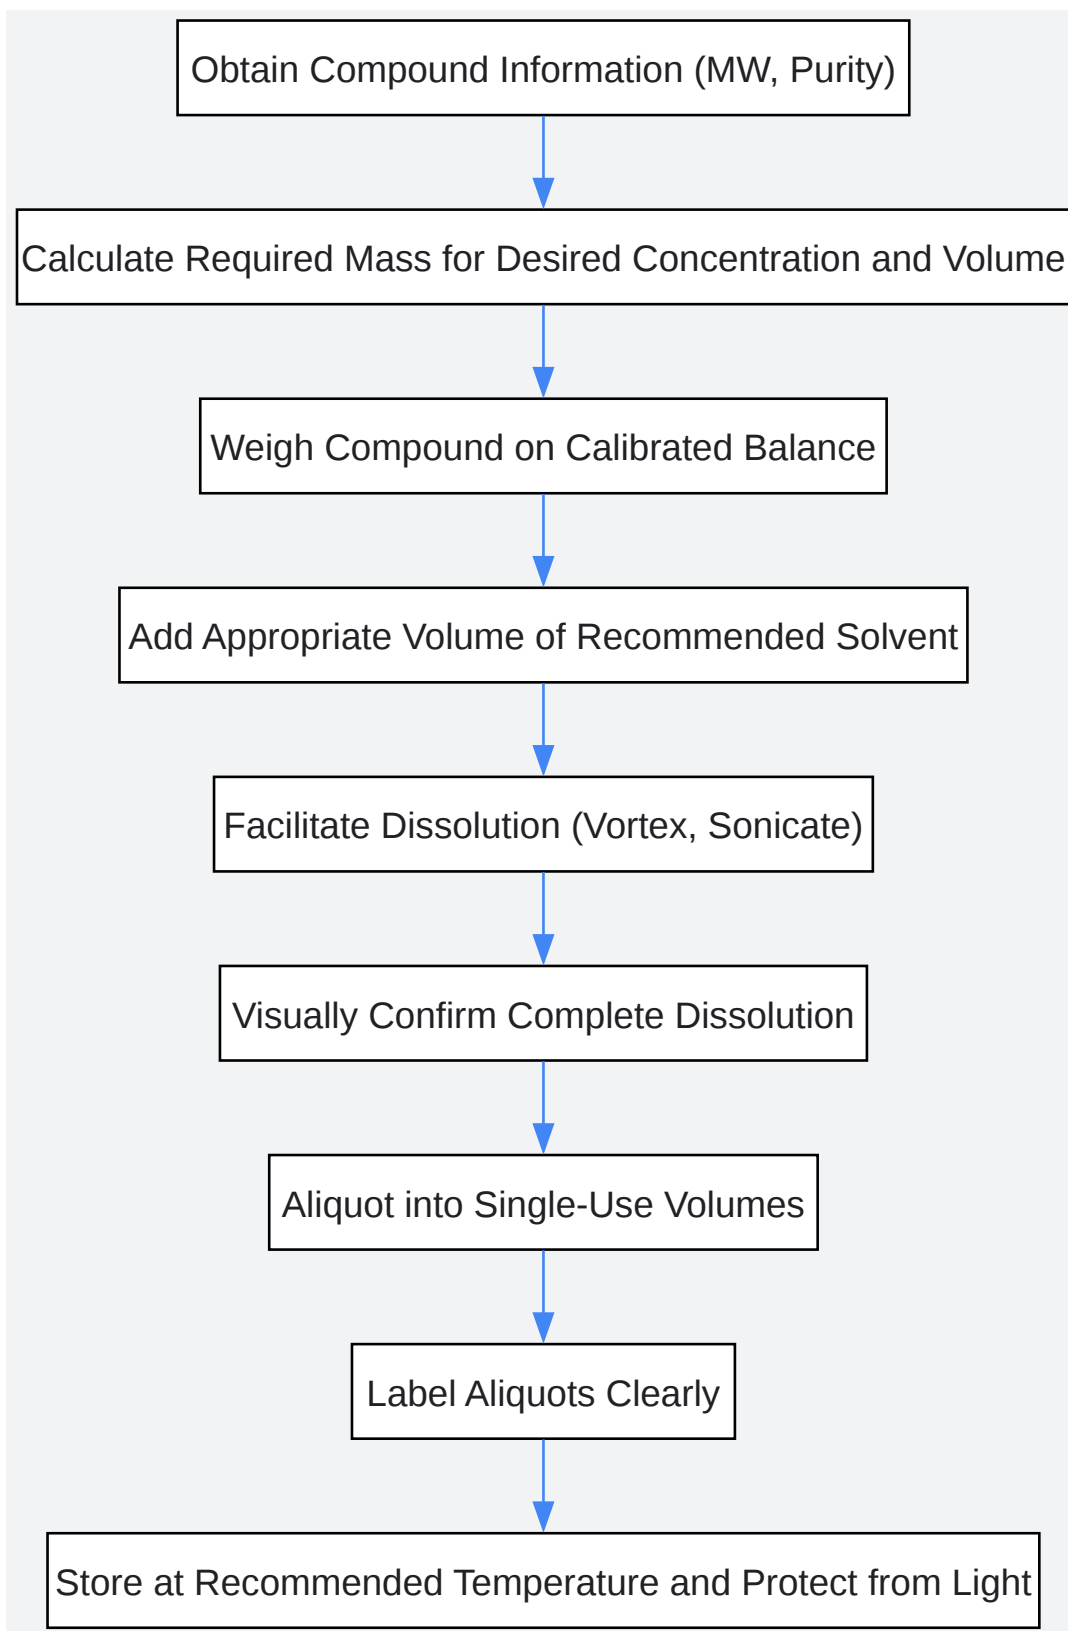 Obtain Compound Information (MW, Purity)
Calculate Required Mass for Desired Concentration and Volume
Weigh Compound on Calibrated Balance
Add Appropriate Volume of Recommended Solvent
Facilitate Dissolution (Vortex, Sonicate)
Visually Confirm Complete Dissolution
Aliquot into Single-Use Volumes
Label Aliquots Clearly
Store at Recommended Temperature and Protect from Light